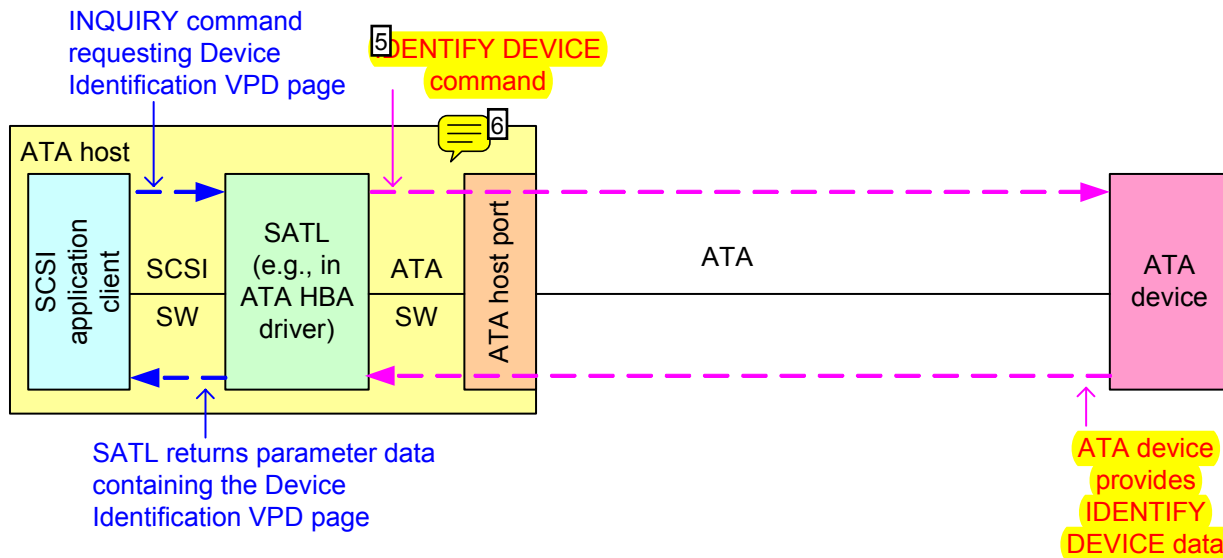 INQUIRY command
requesting Device
Identification VPD page
5
IDENTIFY DEVICE
command
6
ATA host
SCSI
application
client
SCSI
SW
SATL
(e.g., in
ATA HBA
driver)
ATA
SW
ATA host port
ATA
ATA
device
SATL returns parameter data
containing the Device
Identification VPD page
ATA device
provides
IDENTIFY
DEVICE data